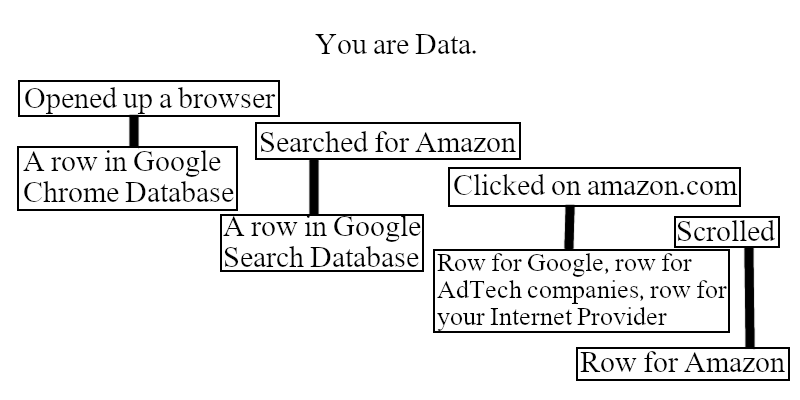 You are Data.
Opened up a browser
A row in Google
Chrome Database
Searched for Amazon
A row in Google
Search Database
Clicked on amazon.com
Row for Google, row for
AdTech companies, row for
your Internet Provider
Scrolled
Row for Amazon